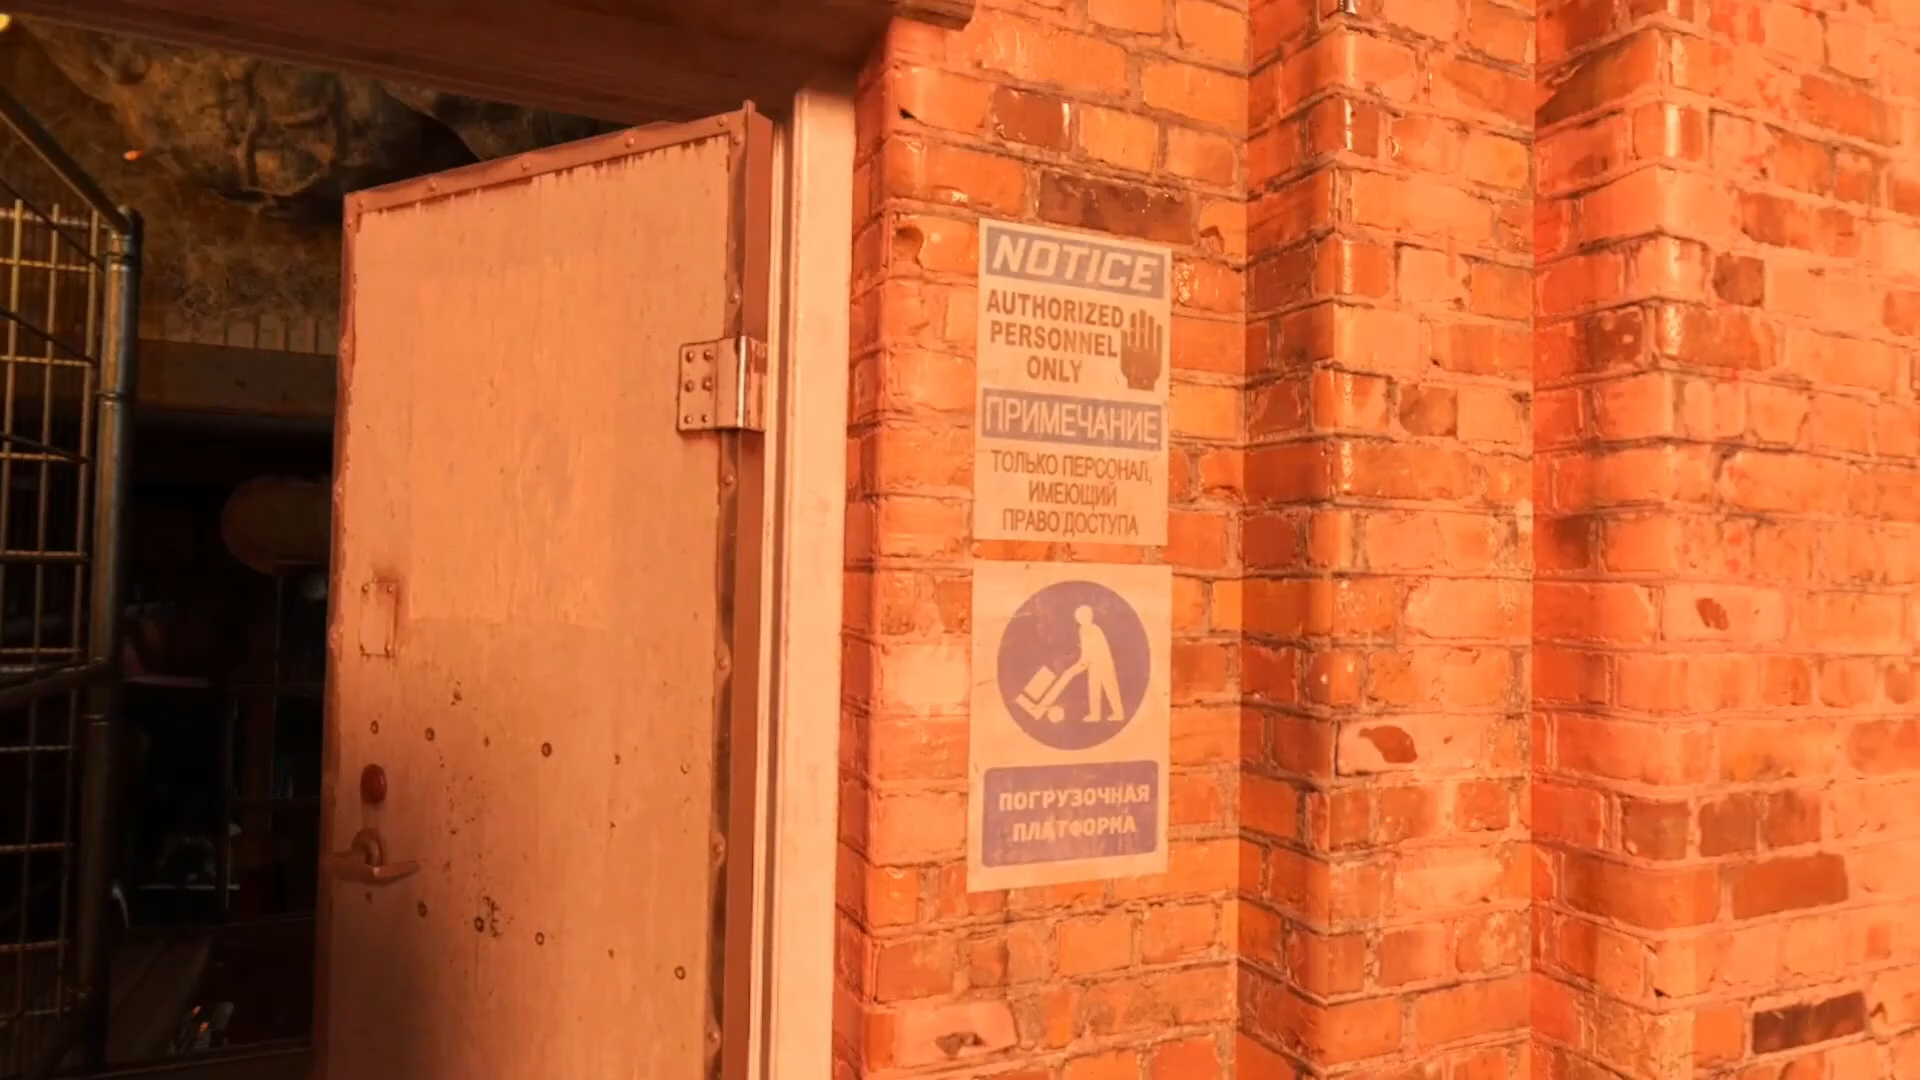 NOTICE
AUTHORIZED
PERSONNEL
ONLY
ПРИМЕЧАНИЕ
ТОЛЬКО ПЕРСОНАЛ,
ИМЕЮЩИЙ
ПРАВО ДОСТУПА
ПОГРУЗОЧНАЯ
ПЛАТФОРМА